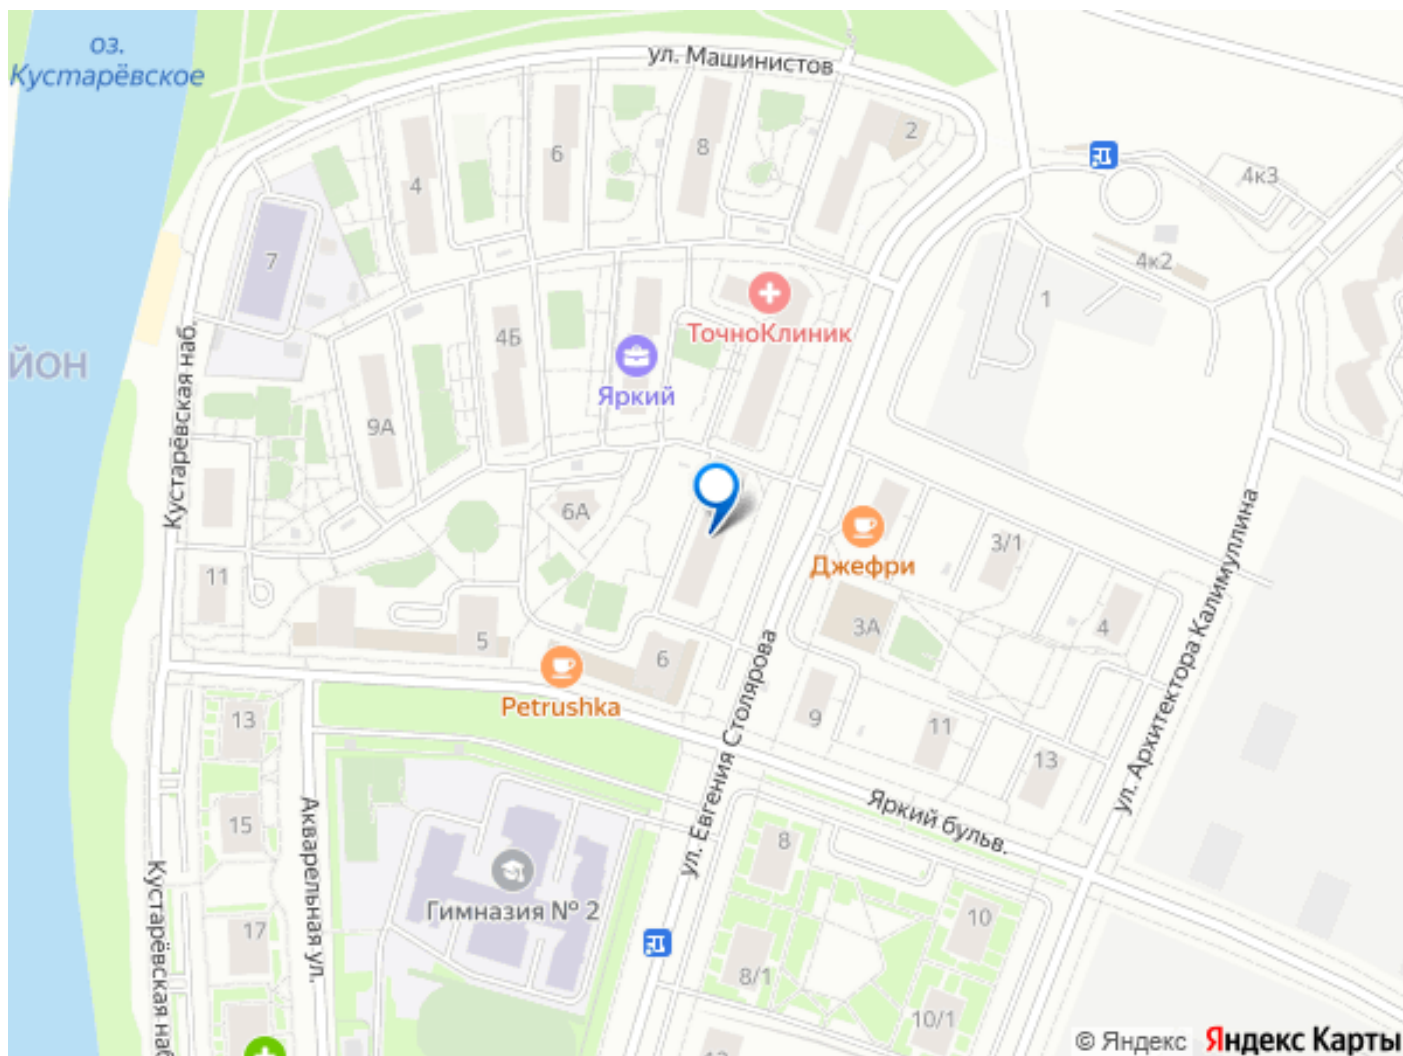 оз.
Кустарёвское
ул. Машинистов
2
6
8
4
4к3
7
4к2
1
ТочноКлиник
4Б
ЙОН
Яркий
Кустарёвская наб.
9А
6А
Джефри
3/1
ул. Архитектора Калимуллина
11
5
3А
4
6
Petrushka
ул. Евгения Столярова
13
9
11
13
Яркий бульв.
15
Акварельная ул.
8
Кустарёвская наб
Гимназия № 2
17
10
8/1
10/1
© Яндекс Яндекс Карты